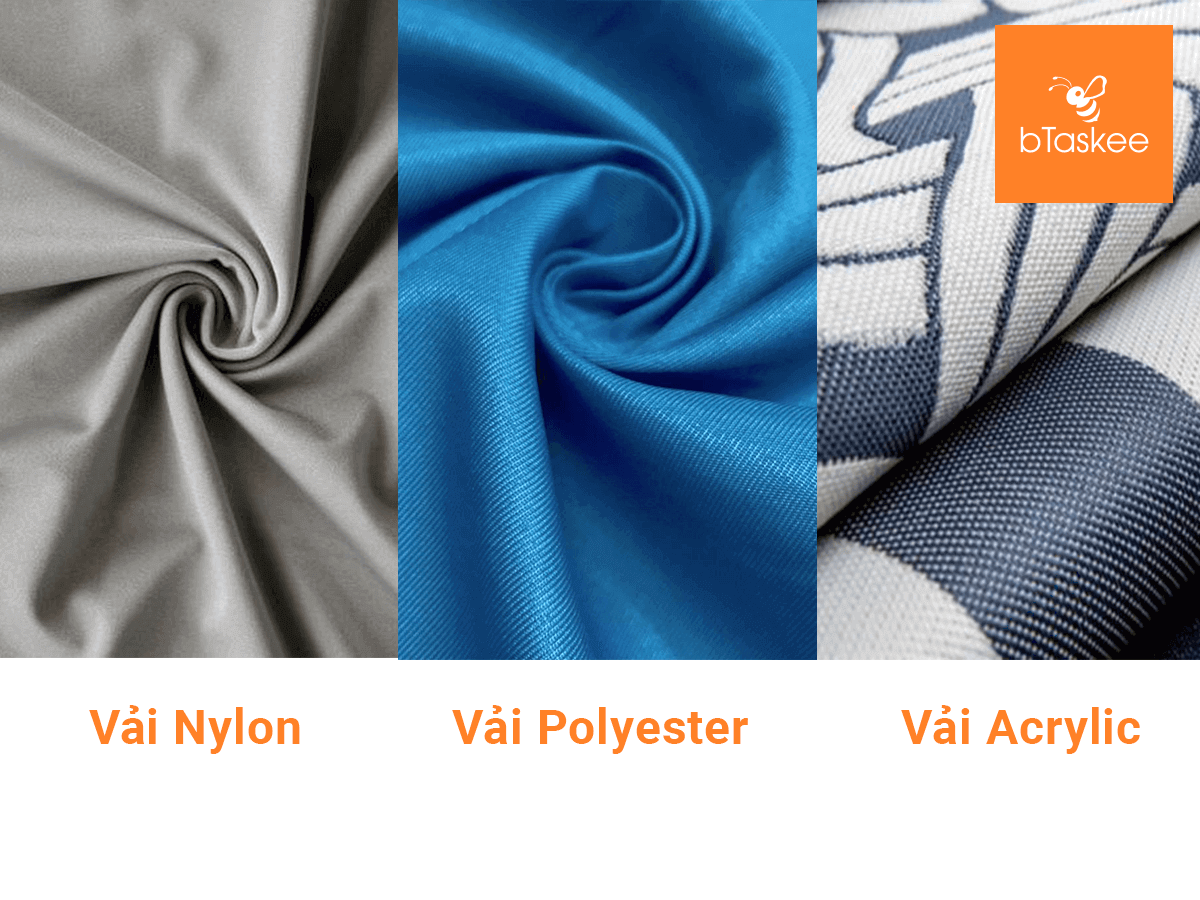 bTaskee
Vải Nylon
Vải Polyester
Vải Acrylic